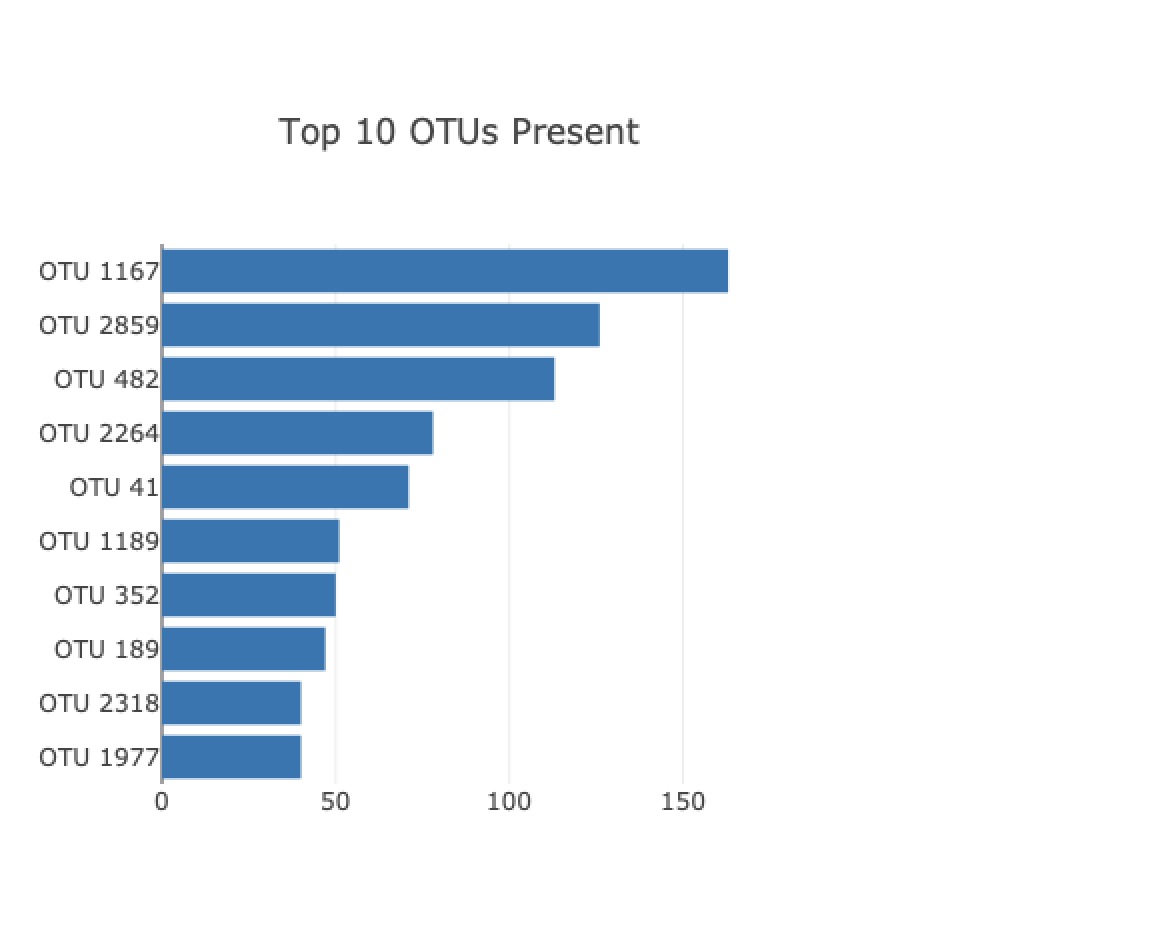 Top 10 OTUs Present
OTU 1167
OTU 2859
OTU 482
OTU 2264
OTU 41
OTU 1189
OTU 352
OTU 189
OTU 2318
OTU 1977
0 50 100 150